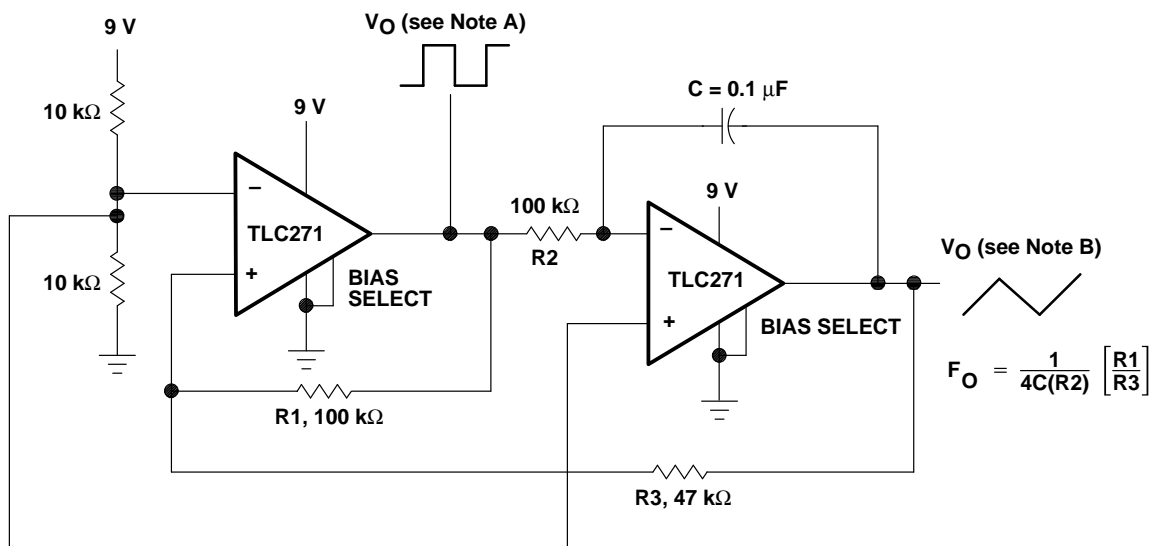 9 V
VO (see Note A)
10 kΩ
9 V
C = 0.1 μF
−
TLC271
+
10 kΩ
BIAS
SELECT
100 kΩ
R2
9 V
−
TLC271
+
BIAS SELECT
VO (see Note B)
FO = 1/4C(R2) [R1/R3]
R1, 100 kΩ
R3, 47 kΩ